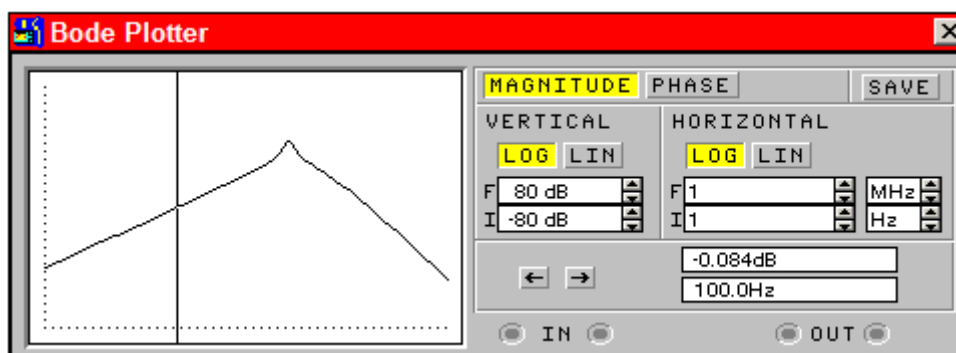 Bode Plotter
MAGNITUDE PHASE SAVE
VERTICAL HORIZONTAL
LOG LIN LOG LIN
F 80 dB F 1 MHz
I -80 dB I 1 Hz
-0.084dB
100.0Hz
IN OUT